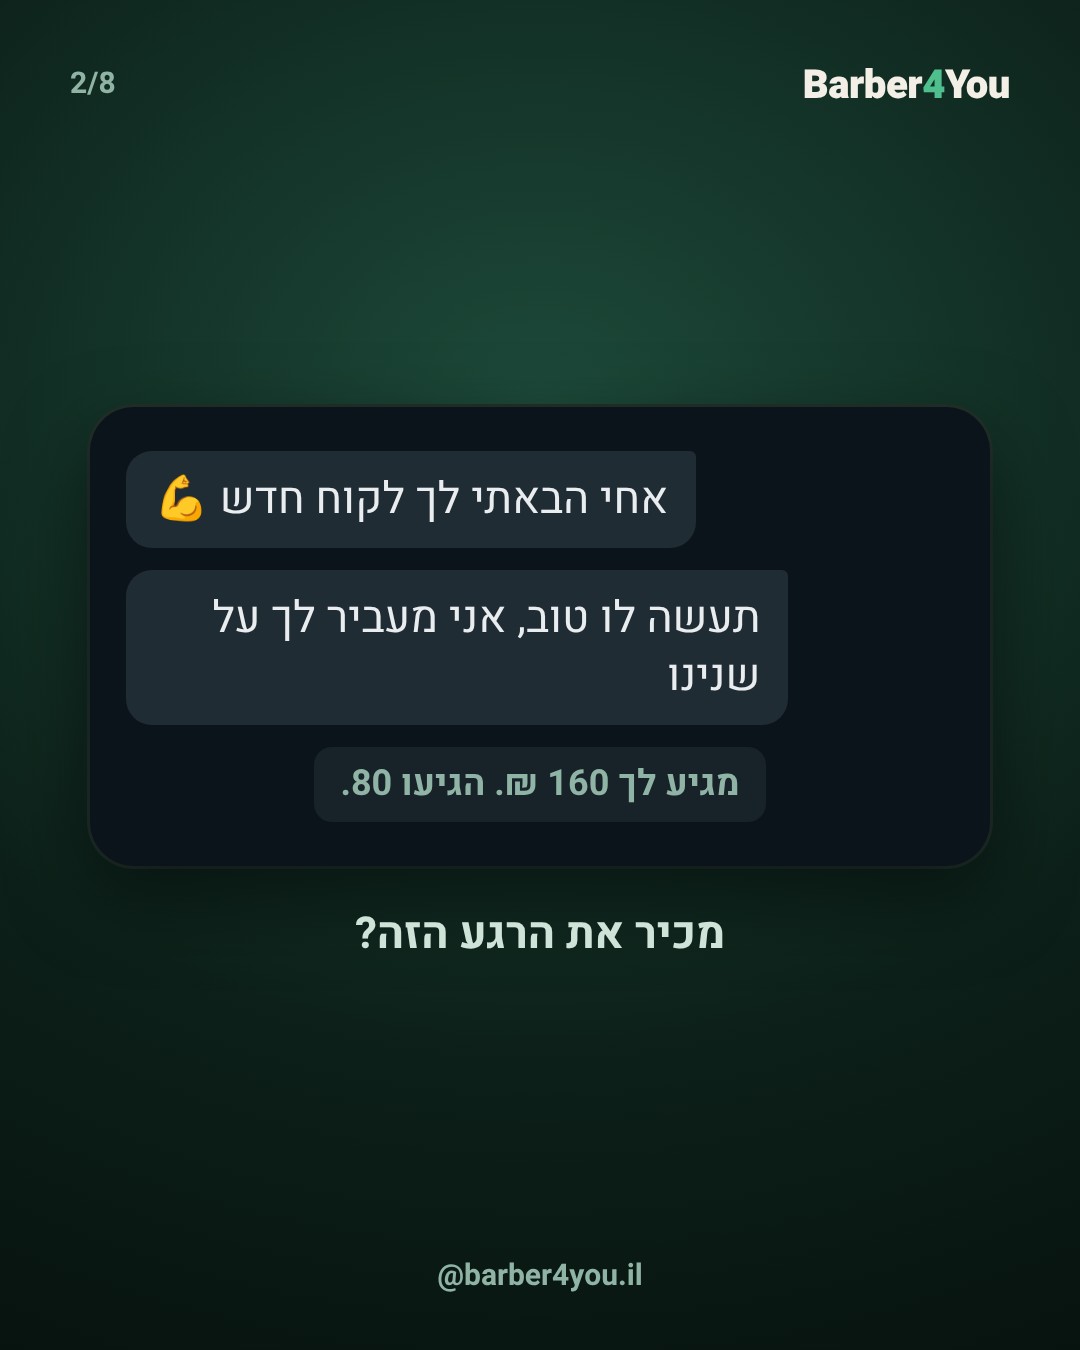 2/8
Barber4You
אחי הבאתי לך לקוח חדש 💪
תעשה לו טוב, אני מעביר לך על
שנינו
מגיע לך 160 ₪. הגיעו 80.
מכיר את הרגע הזה?
@barber4you.il